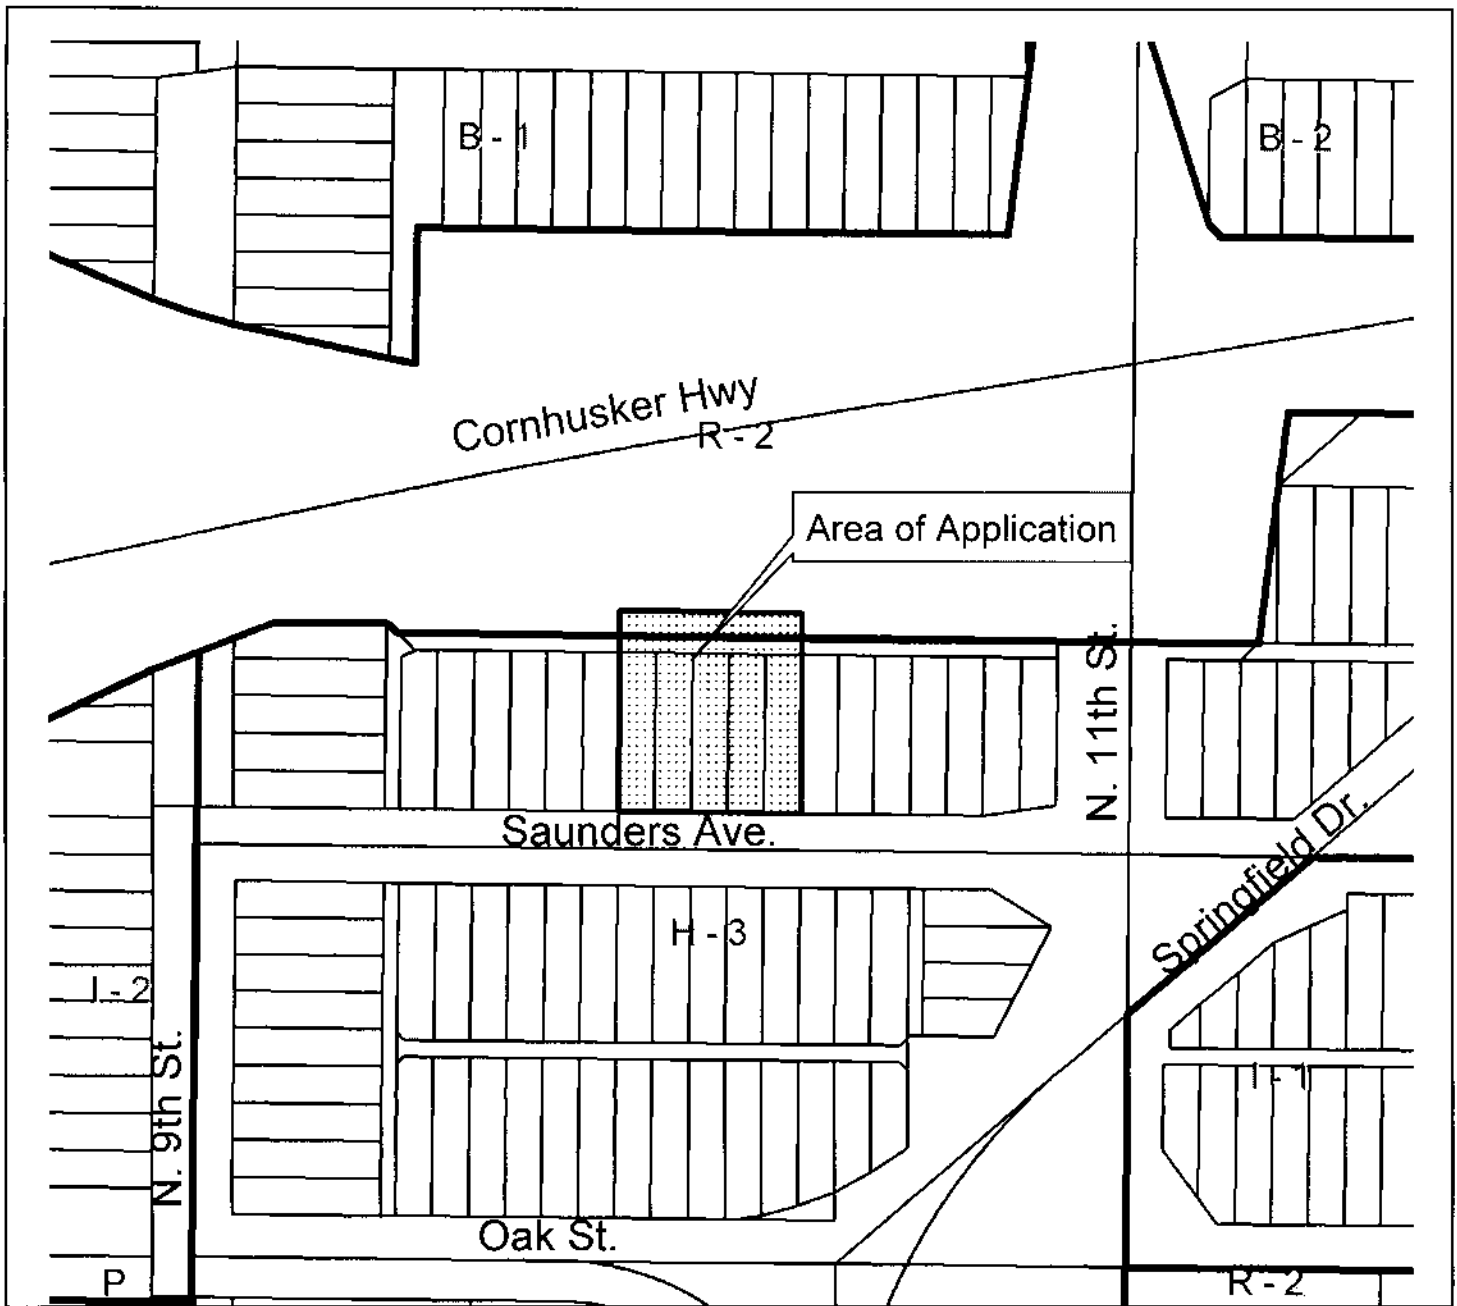 B - 1
B - 2
Cornhusker Hwy
R - 2
Area of Application
N. 11th St.
Saunders Ave.
Springfield Dr.
H - 3
I - 2
N. 9th St.
I - 1
Oak St.
P
R - 2